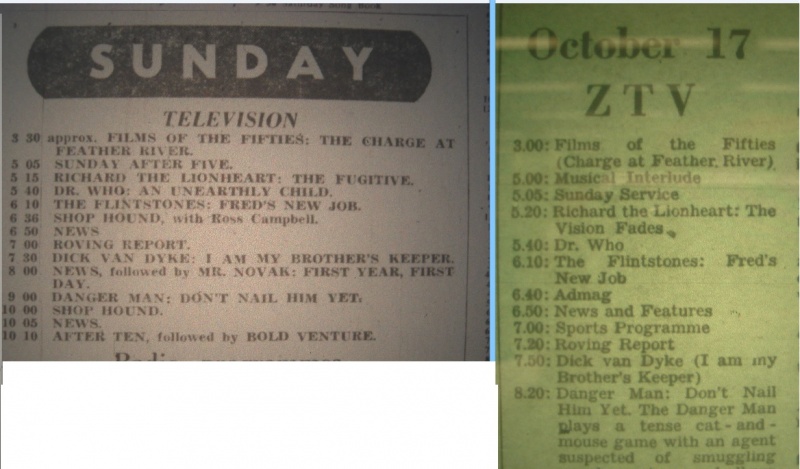 SUNDAY
TELEVISION
3 30 approx. FILMS OF THE FIFTIES: THE CHARGE AT
FEATHER RIVER.
5 05 SUNDAY AFTER FIVE.
5 15 RICHARD THE LIONHEART: THE FUGITIVE.
5 40 DR. WHO: AN UNEARTHLY CHILD.
6 10 THE FLINTSTONES: FRED'S NEW JOB.
6 36 SHOP HOUND, with Ross Campbell.
6 50 NEWS
7 00 ROVING REPORT.
7 30 DICK VAN DYKE: I AM MY BROTHER'S KEEPER.
8 00 NEWS, followed by MR. NOVAK: FIRST YEAR, FIRST
DAY.
9 00 DANGER MAN: DON'T NAIL HIM YET.
10 00 SHOP HOUND.
10 05 NEWS.
10 10 AFTER TEN, followed by BOLD VENTURE.
October 17
ZTV
3.00: Films of the Fifties
(Charge at Feather River)
5.00: Musical Interlude
5.05: Sunday Service
5.20: Richard the Lionheart: The
Vision Fades
5.40: Dr. Who
6.10: The Flintstones: Fred's
New Job
6.40: Admag
6.50: News and Features
7.00: Sports Programme
7.20: Roving Report
7.50: Dick van Dyke (I am my
Brother's Keeper)
8.20: Danger Man: Don't Nail
Him Yet. The Danger Man
plays a tense cat-and-
mouse game with an agent
suspected of smuggling